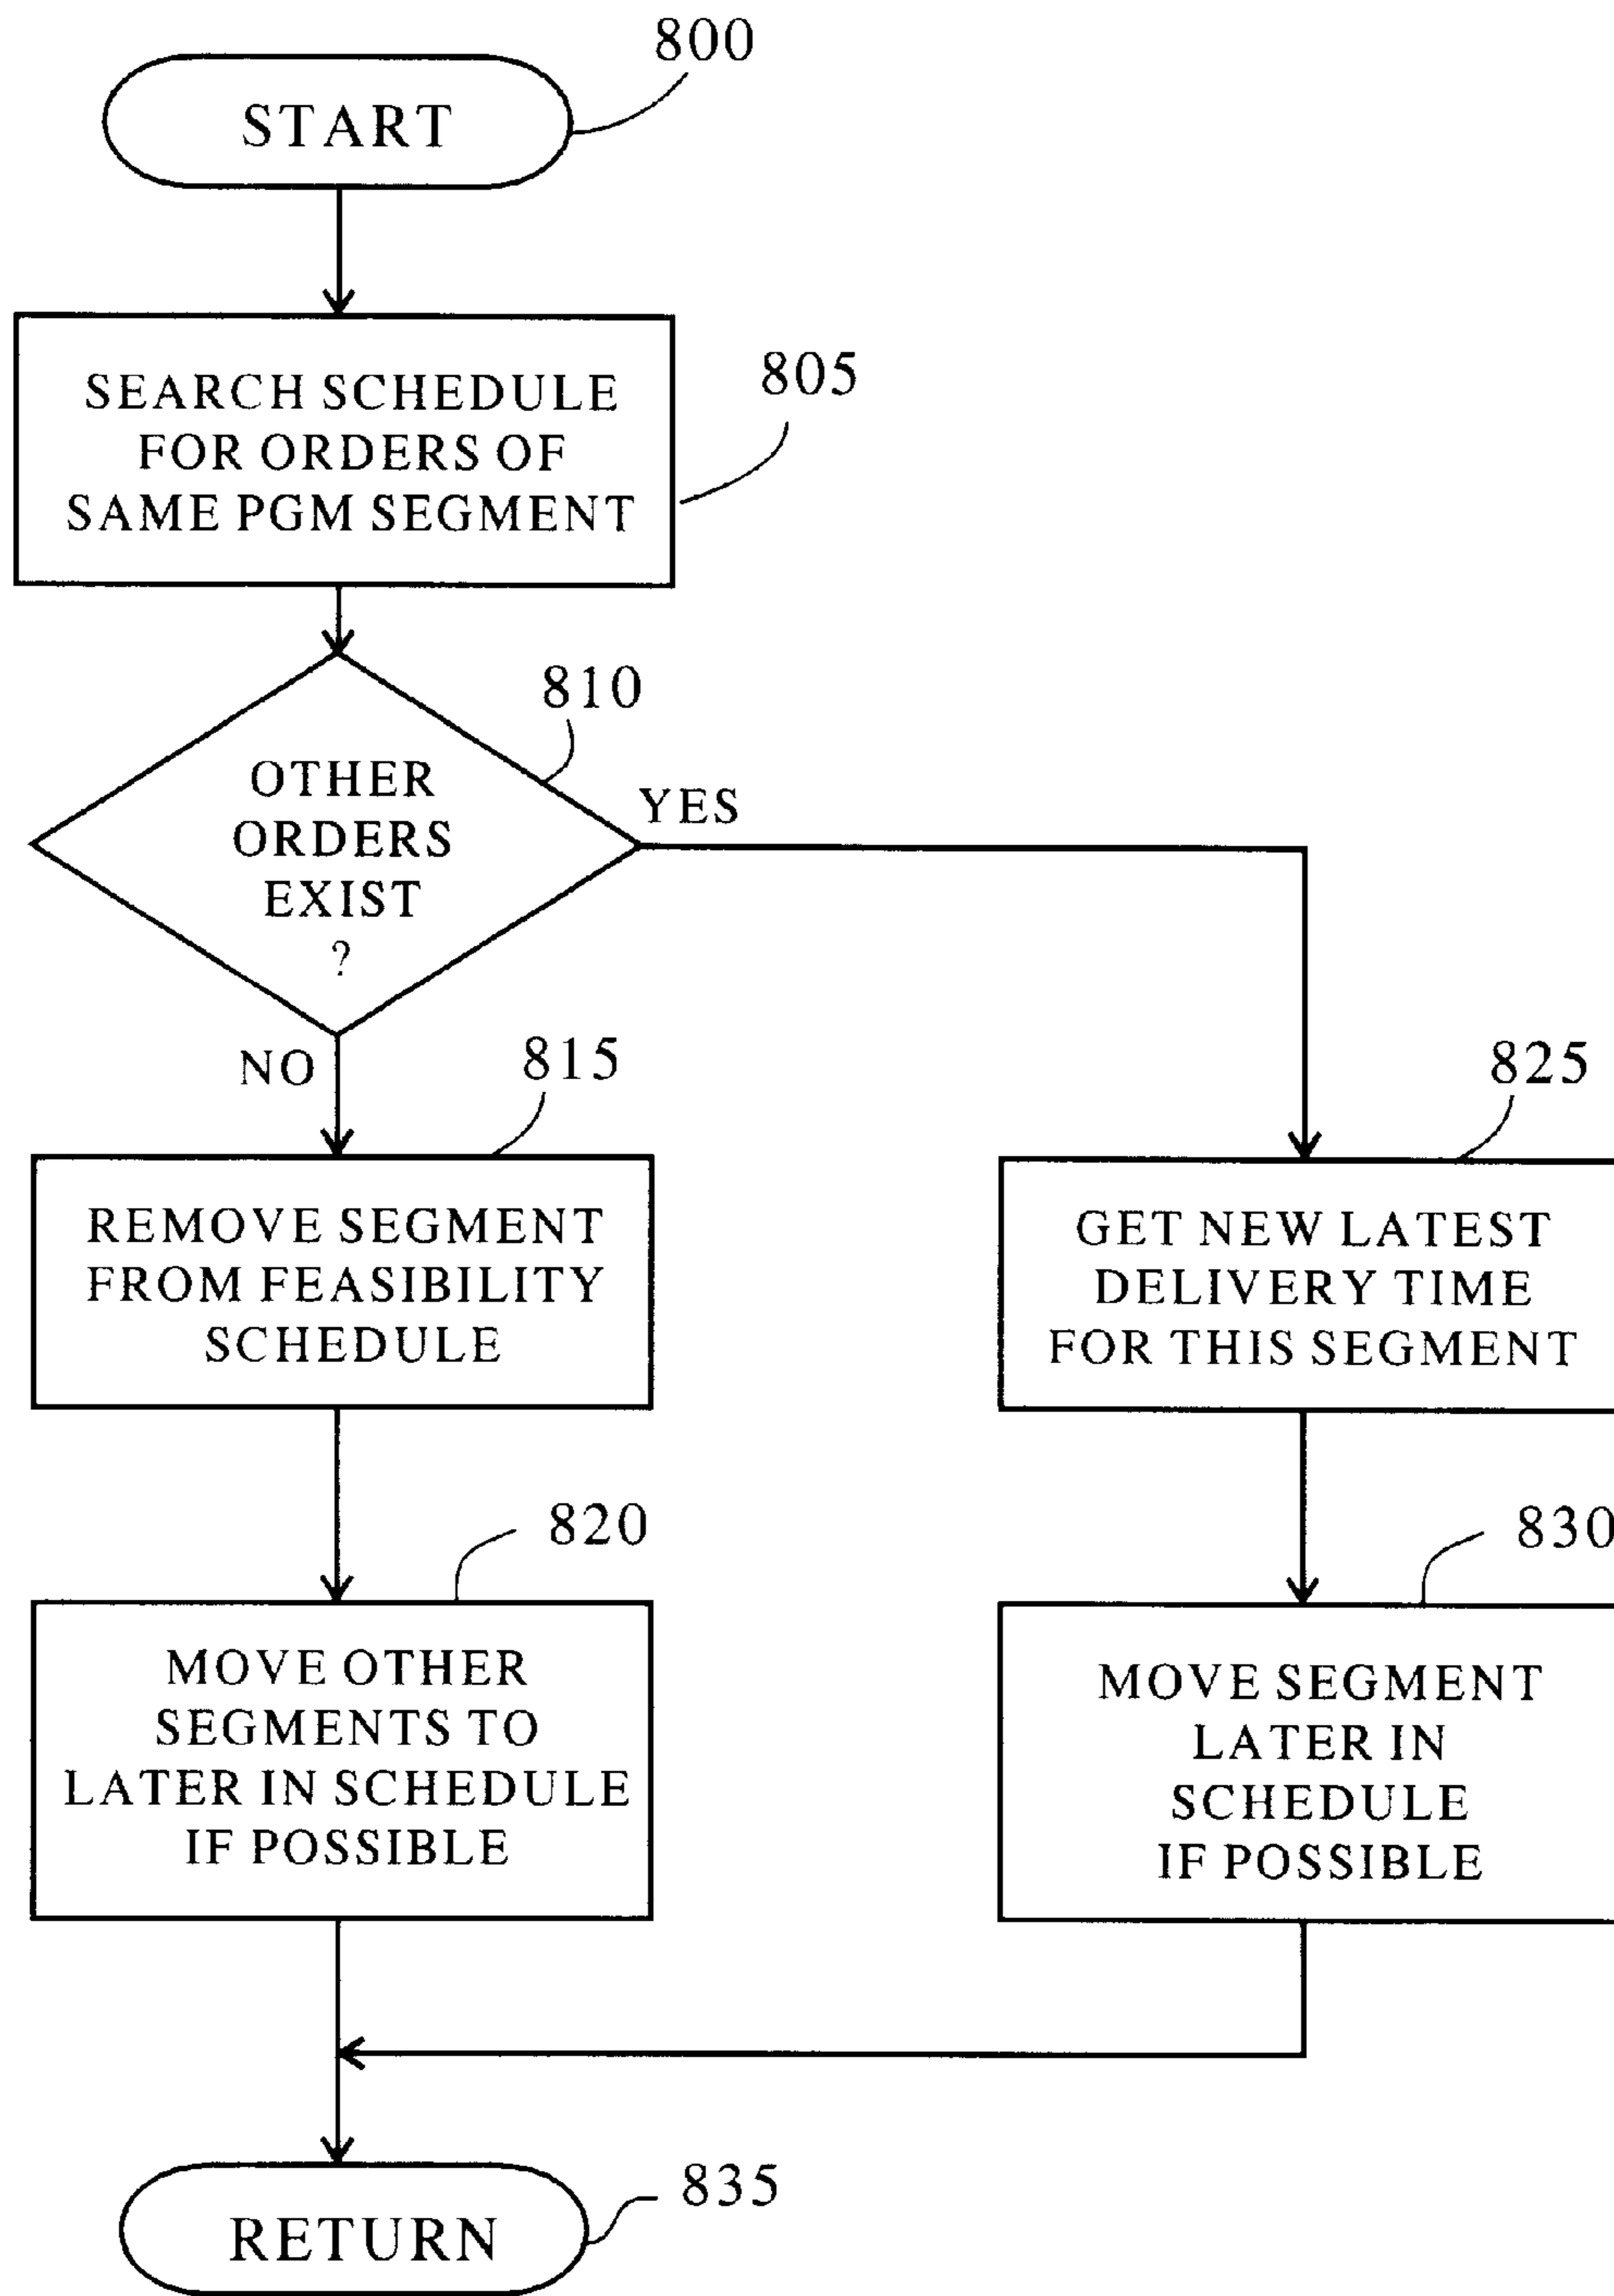 800
START
805
SEARCH SCHEDULE
FOR ORDERS OF
SAME PGM SEGMENT
810
OTHER
ORDERS
EXIST
?
YES
NO
815
REMOVE SEGMENT
FROM FEASIBILITY
SCHEDULE
825
GET NEW LATEST
DELIVERY TIME
FOR THIS SEGMENT
820
MOVE OTHER
SEGMENTS TO
LATER IN SCHEDULE
IF POSSIBLE
830
MOVE SEGMENT
LATER IN
SCHEDULE
IF POSSIBLE
835
RETURN